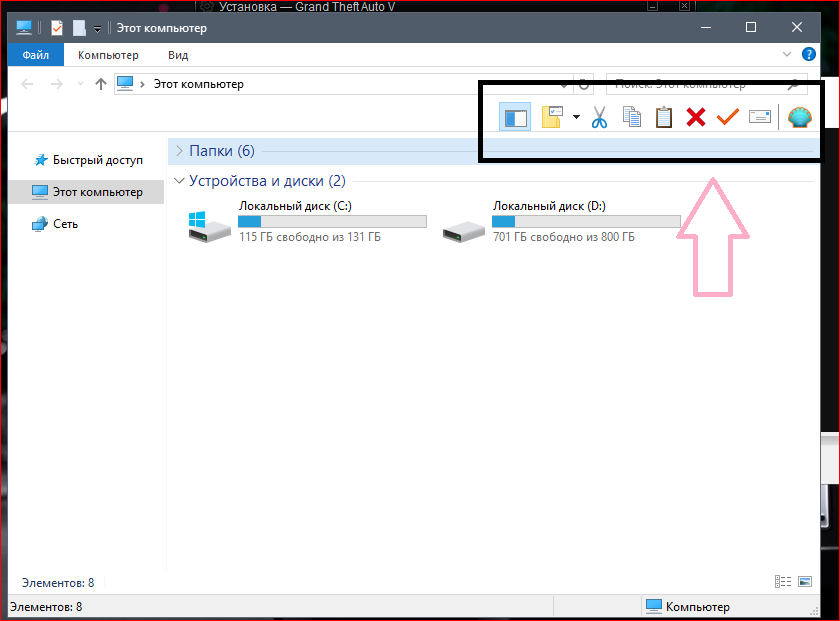 Установка — Grand Theft Auto V
Этот компьютер
Файл Компьютер Вид
Этот компьютер
Поиск: Этот компьютер
Папки (6)
Быстрый доступ
Устройства и диски (2)
Этот компьютер
Локальный диск (C:) Локальный диск (D:)
Сеть
115 ГБ свободно из 131 ГБ 701 ГБ свободно из 800 ГБ
Элементов: 8
Элементов: 8 Компьютер